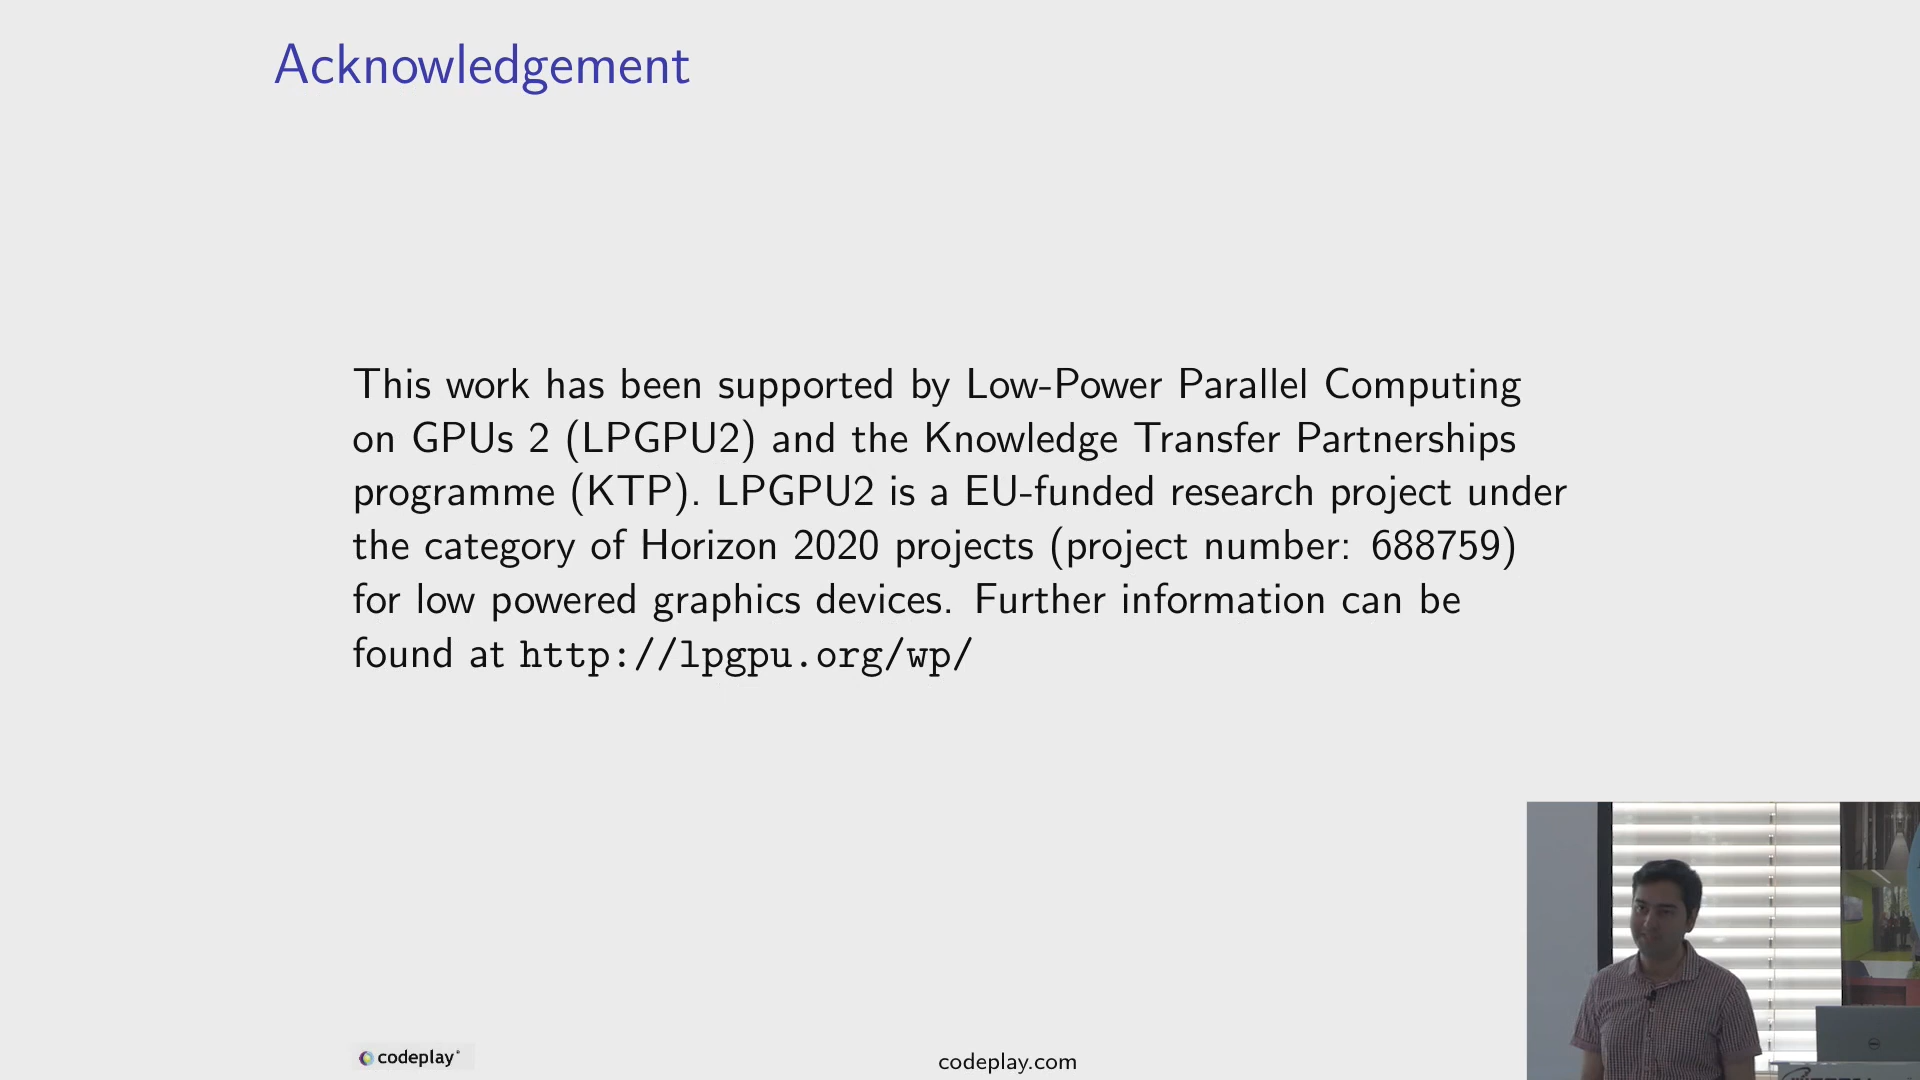 Acknowledgement
This work has been supported by Low-Power Parallel Computing
on GPUs 2 (LPGPU2) and the Knowledge Transfer Partnerships
programme (KTP). LPGPU2 is a EU-funded research project under
the category of Horizon 2020 projects (project number: 688759)
for low powered graphics devices. Further information can be
found at http://lpgpu.org/wp/
codeplay
codeplay.com